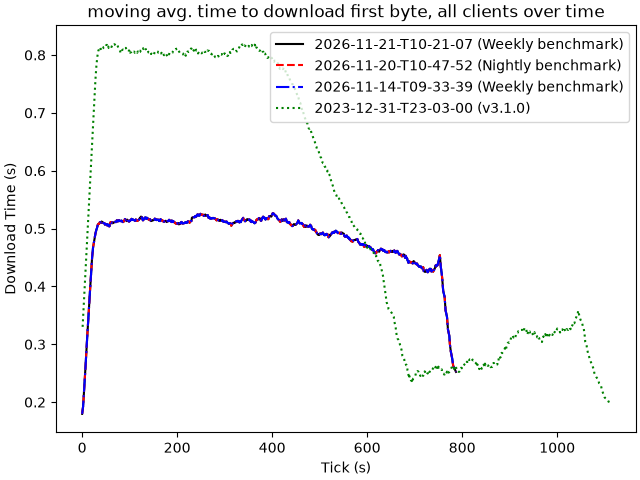 moving avg. time to download first byte, all clients over time
2026-11-21-T10-21-07 (Weekly benchmark)
2026-11-20-T10-47-52 (Nightly benchmark)
2026-11-14-T09-33-39 (Weekly benchmark)
2023-12-31-T23-03-00 (v3.1.0)
Download Time (s)
0.8
0.7
0.6
0.5
0.4
0.3
0.2
0 200 400 600 800 1000
Tick (s)